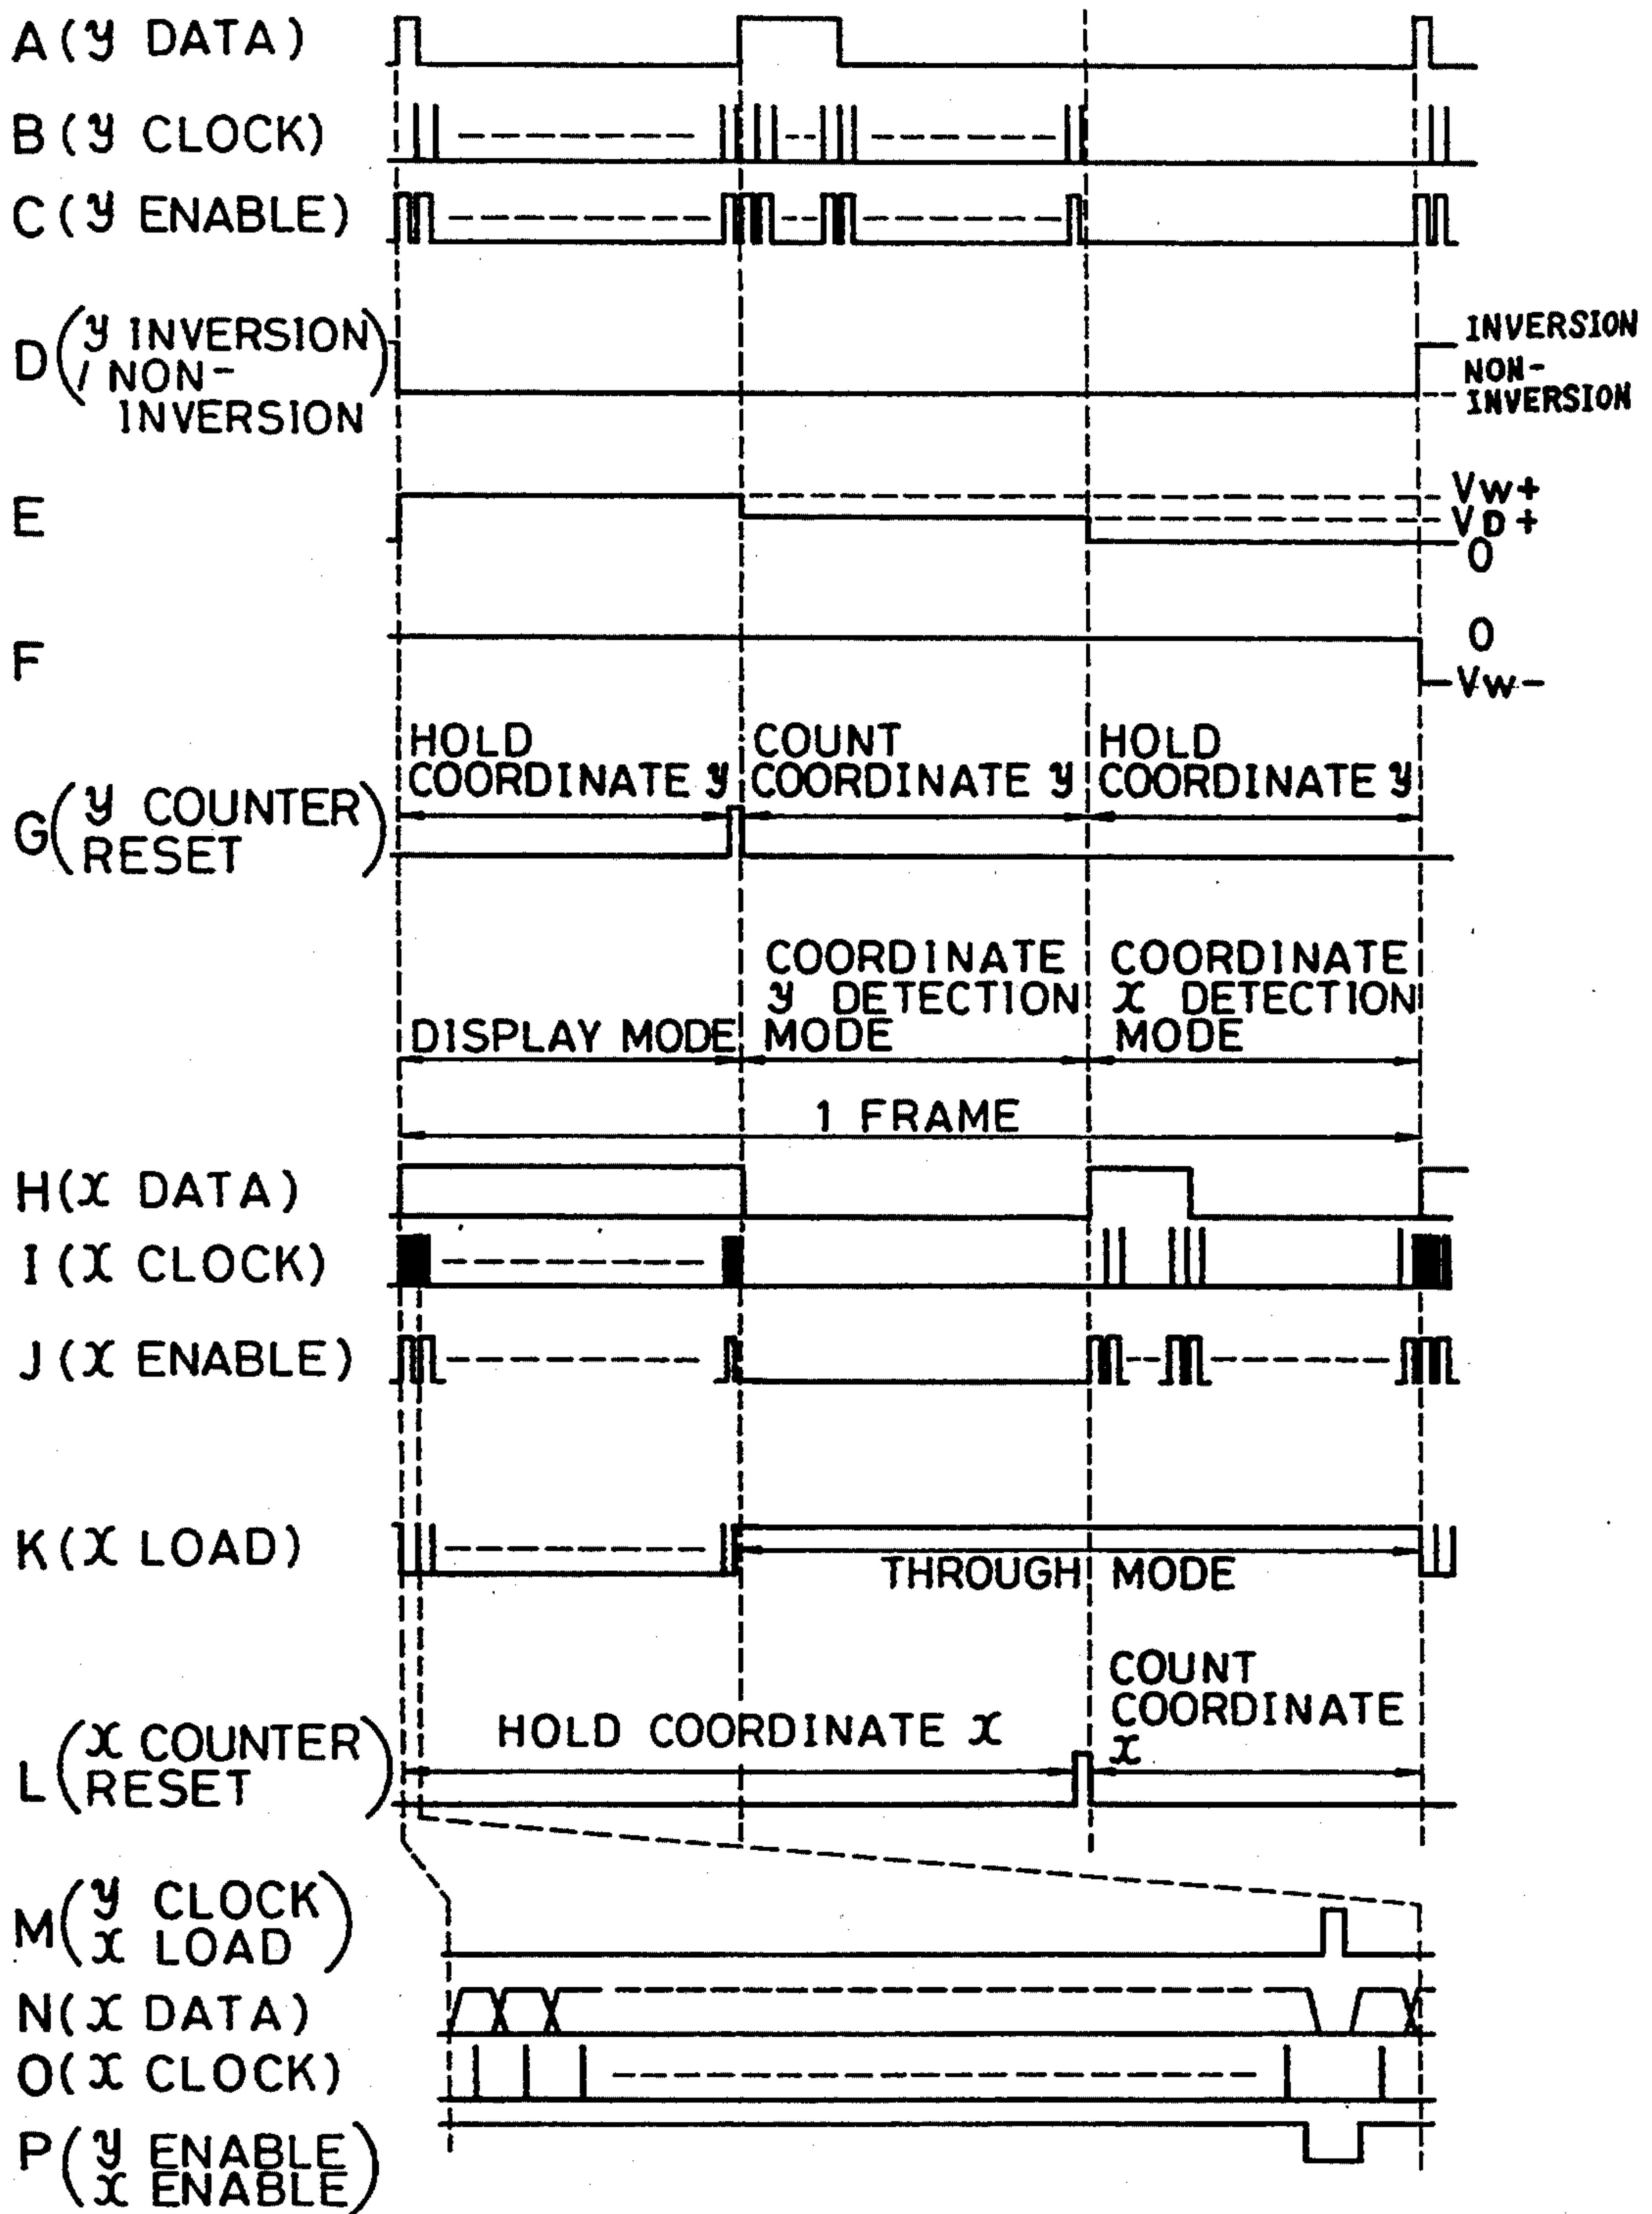 A(y DATA)
B(y CLOCK)
C(y ENABLE)
D(y INVERSION
/ NON-
INVERSION)
INVERSION
NON-
INVERSION
E
VW+
VD+
0
F
0
VW-
G(y COUNTER
RESET)
HOLD
COORDINATE y
COUNT
COORDINATE y
HOLD
COORDINATE y
DISPLAY MODE
COORDINATE
y DETECTION
MODE
COORDINATE
x DETECTION
MODE
1 FRAME
H(x DATA)
I(x CLOCK)
J(x ENABLE)
K(x LOAD)
THROUGH MODE
L(x COUNTER
RESET)
HOLD COORDINATE x
COUNT
COORDINATE
x
M(y CLOCK
x LOAD)
N(x DATA)
O(x CLOCK)
P(y ENABLE
x ENABLE)